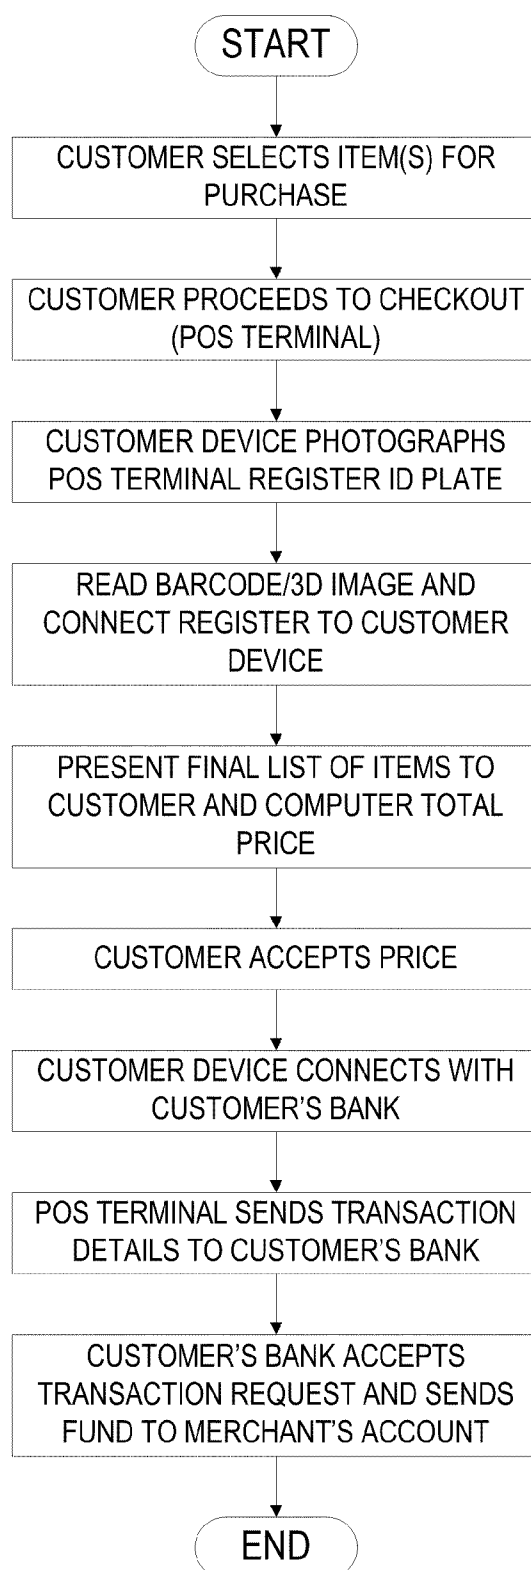 START
CUSTOMER SELECTS ITEM(S) FOR
PURCHASE
CUSTOMER PROCEEDS TO CHECKOUT
(POS TERMINAL)
CUSTOMER DEVICE PHOTOGRAPHS
POS TERMINAL REGISTER ID PLATE
READ BARCODE/3D IMAGE AND
CONNECT REGISTER TO CUSTOMER
DEVICE
PRESENT FINAL LIST OF ITEMS TO
CUSTOMER AND COMPUTER TOTAL
PRICE
CUSTOMER ACCEPTS PRICE
CUSTOMER DEVICE CONNECTS WITH
CUSTOMER’S BANK
POS TERMINAL SENDS TRANSACTION
DETAILS TO CUSTOMER’S BANK
CUSTOMER’S BANK ACCEPTS
TRANSACTION REQUEST AND SENDS
FUND TO MERCHANT’S ACCOUNT
END